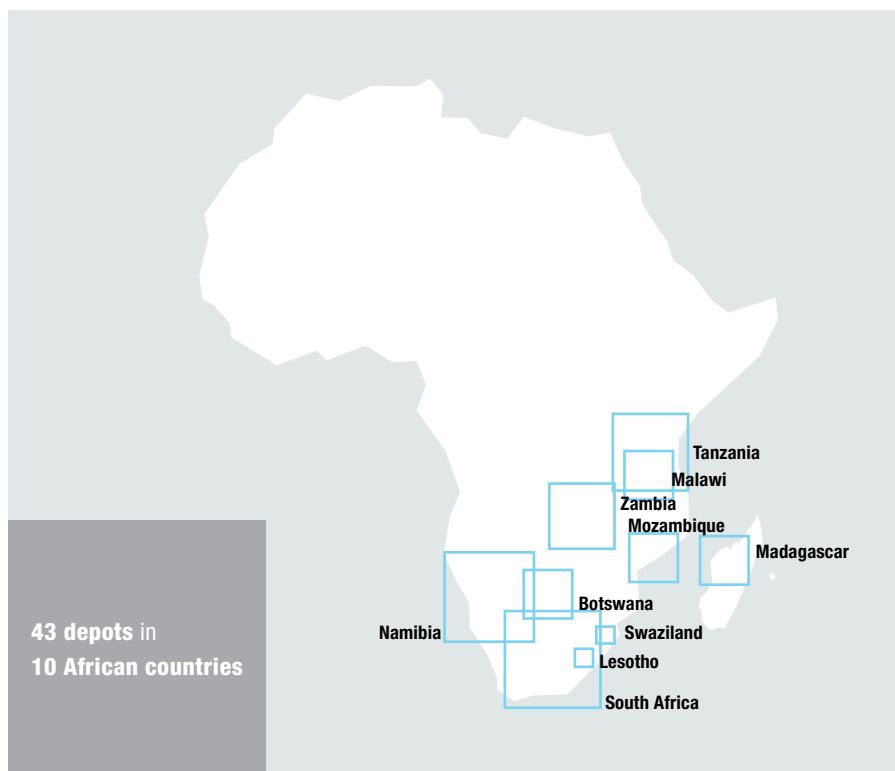 Tanzania
Malawi
Zambia
Mozambique
Madagascar
Botswana
Namibia
Swaziland
Lesotho
South Africa
43 depots in
10 African countries